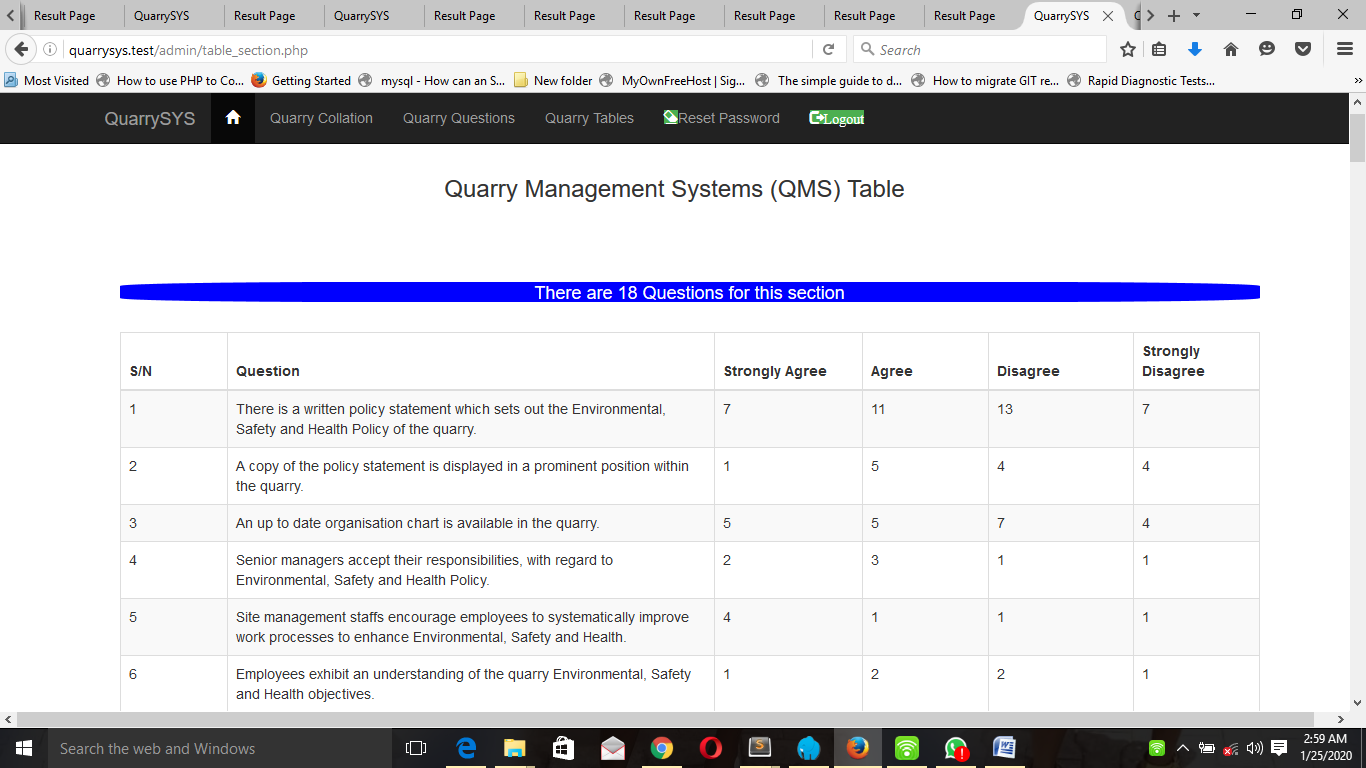 Result Page
QuarrySYS
Result Page
QuarrySYS
Result Page
Result Page
Result Page
Result Page
Result Page
Result Page
QuarrySYS
quarrysys.test/admin/table_section.php
Search
Most Visited
How to use PHP to Co...
Getting Started
mysql - How can an S...
New folder
MyOwnFreeHost | Sig...
The simple guide to d...
How to migrate GIT re...
Rapid Diagnostic Tests...
QuarrySYS
Quarry Collation
Quarry Questions
Quarry Tables
Reset Password
Logout
Quarry Management Systems (QMS) Table
There are 18 Questions for this section
S/N Question Strongly Agree Agree Disagree Strongly
Disagree
1 There is a written policy statement which sets out the Environmental, 7 11 13 7
Safety and Health Policy of the quarry.
2 A copy of the policy statement is displayed in a prominent position within 1 5 4 4
the quarry.
3 An up to date organisation chart is available in the quarry. 5 5 7 4
4 Senior managers accept their responsibilities, with regard to 2 3 1 1
Environmental, Safety and Health Policy.
5 Site management staffs encourage employees to systematically improve 4 1 1 1
work processes to enhance Environmental, Safety and Health.
6 Employees exhibit an understanding of the quarry Environmental, Safety 1 2 2 1
and Health objectives.
Search the web and Windows
2:59 AM
1/25/2020